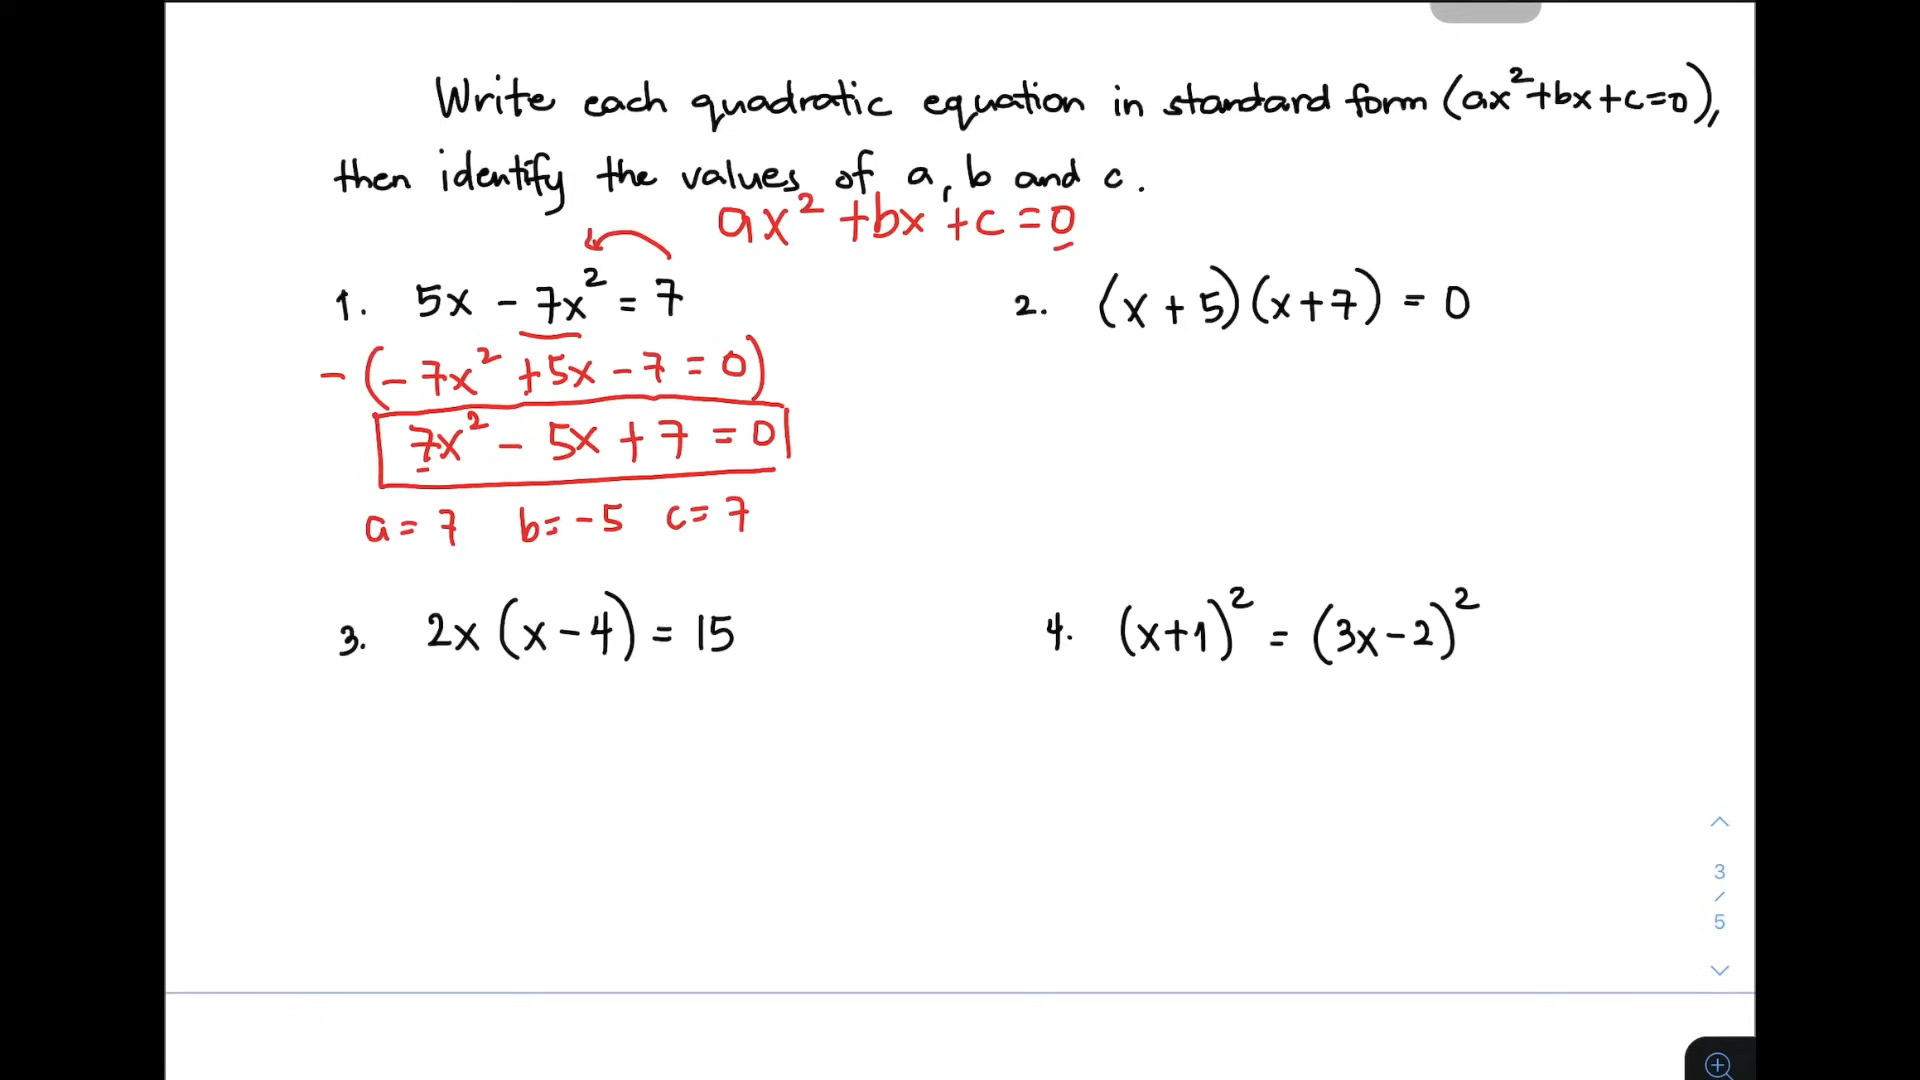 Write each quadratic equation in standard form (ax²+bx+c=0),
then identify the values of a, b and c.
ax² +bx +c =0
1. 5x - 7x² = 7
-(-7x² +5x -7 =0)
7x² - 5x + 7 = 0
a = 7 b= -5 c= 7
2. (x + 5)(x+7) = 0
3. 2x (x-4) = 15
4. (x+1)² = (3x-2)²
3
/
5